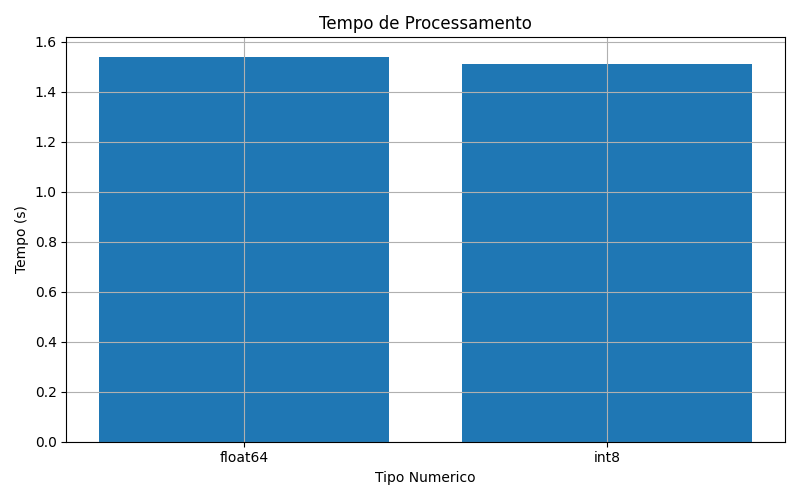 Tempo de Processamento
1.6
1.4
1.2
1.0
0.8
0.6
0.4
0.2
0.0
Tempo (s)
float64 int8
Tipo Numerico